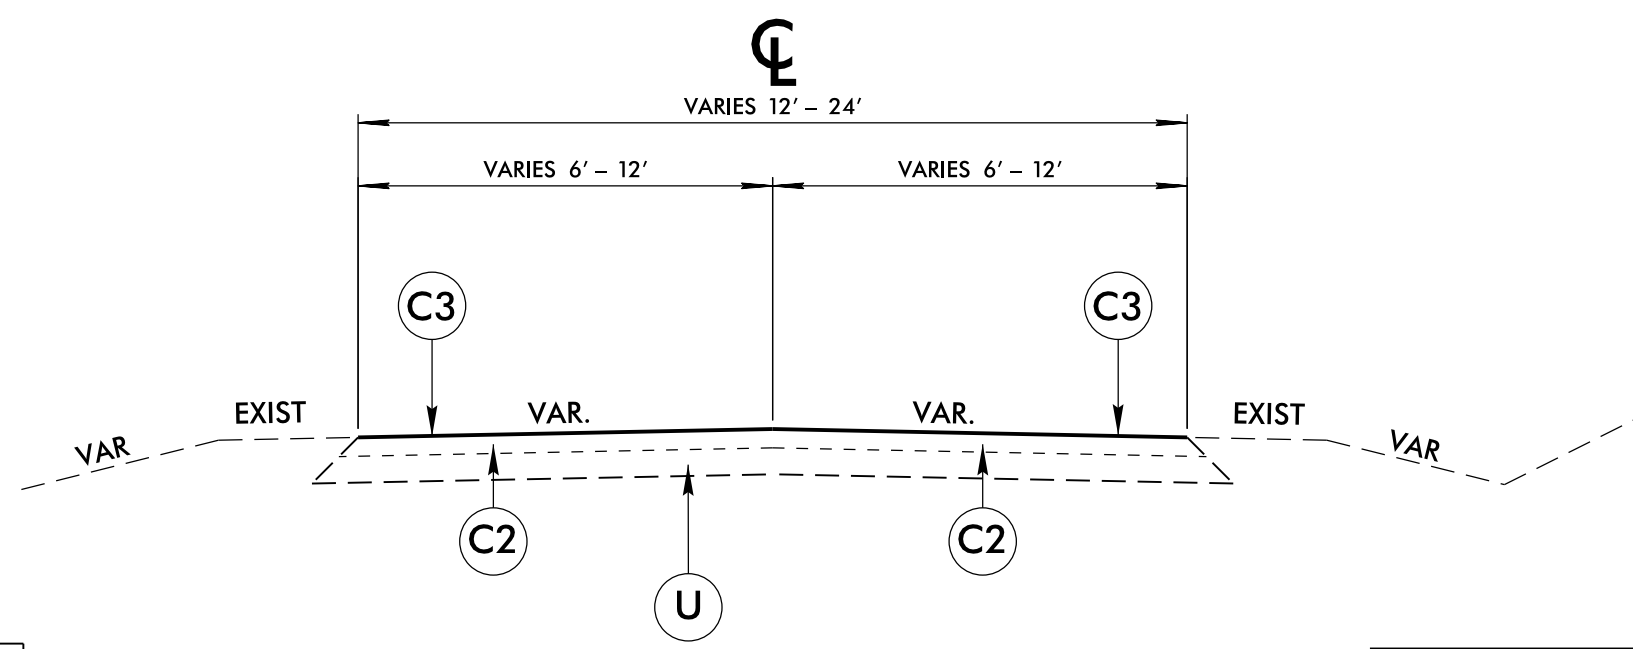 ℄
VARIES 12' – 24'
VARIES 6' – 12' VARIES 6' – 12'
C3 C3
VAR EXIST VAR. VAR. EXIST VAR
C2 C2
U